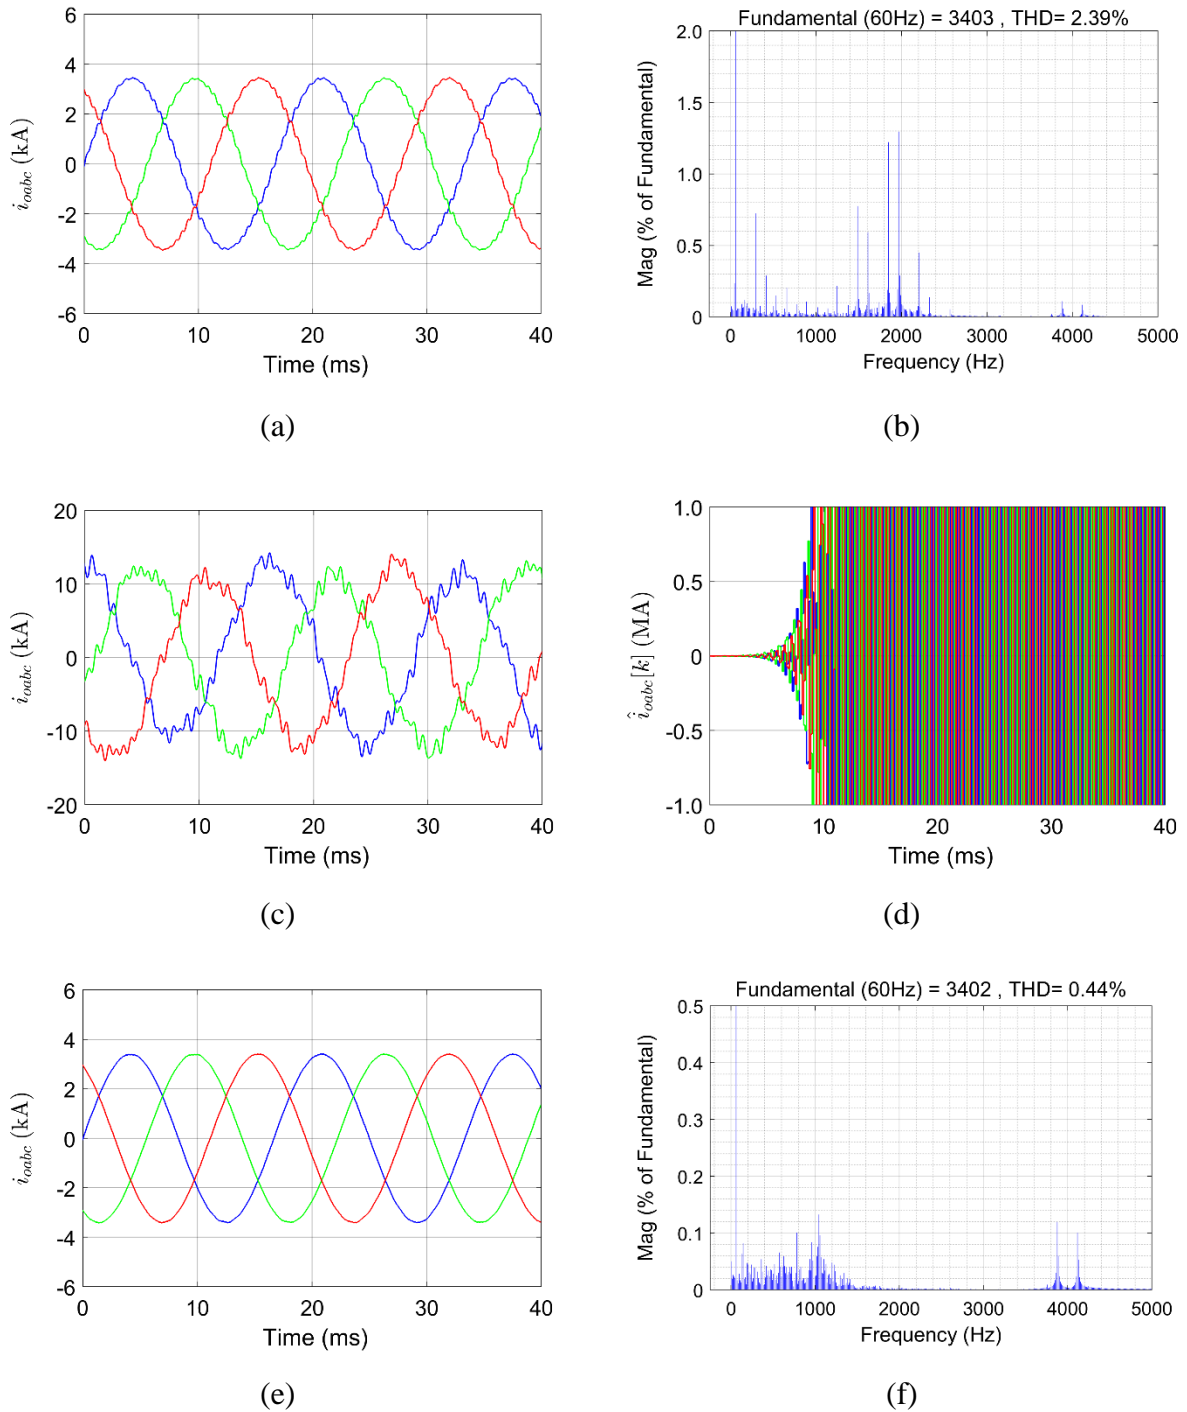 6
4
2
0
-2
-4
-6
i_oabc (kA)
0 10 20 30 40
Time (ms)
(a)
Fundamental (60Hz) = 3403 , THD= 2.39%
2.0
1.5
1.0
0.5
0
Mag (% of Fundamental)
0 1000 2000 3000 4000 5000
Frequency (Hz)
(b)
20
10
0
-10
-20
i_oabc (kA)
0 10 20 30 40
Time (ms)
(c)
1.0
0.5
0
-0.5
-1.0
î_oabc[k] (MA)
0 10 20 30 40
Time (ms)
(d)
6
4
2
0
-2
-4
-6
i_oabc (kA)
0 10 20 30 40
Time (ms)
(e)
Fundamental (60Hz) = 3402 , THD= 0.44%
0.5
0.4
0.3
0.2
0.1
0
Mag (% of Fundamental)
0 1000 2000 3000 4000 5000
Frequency (Hz)
(f)